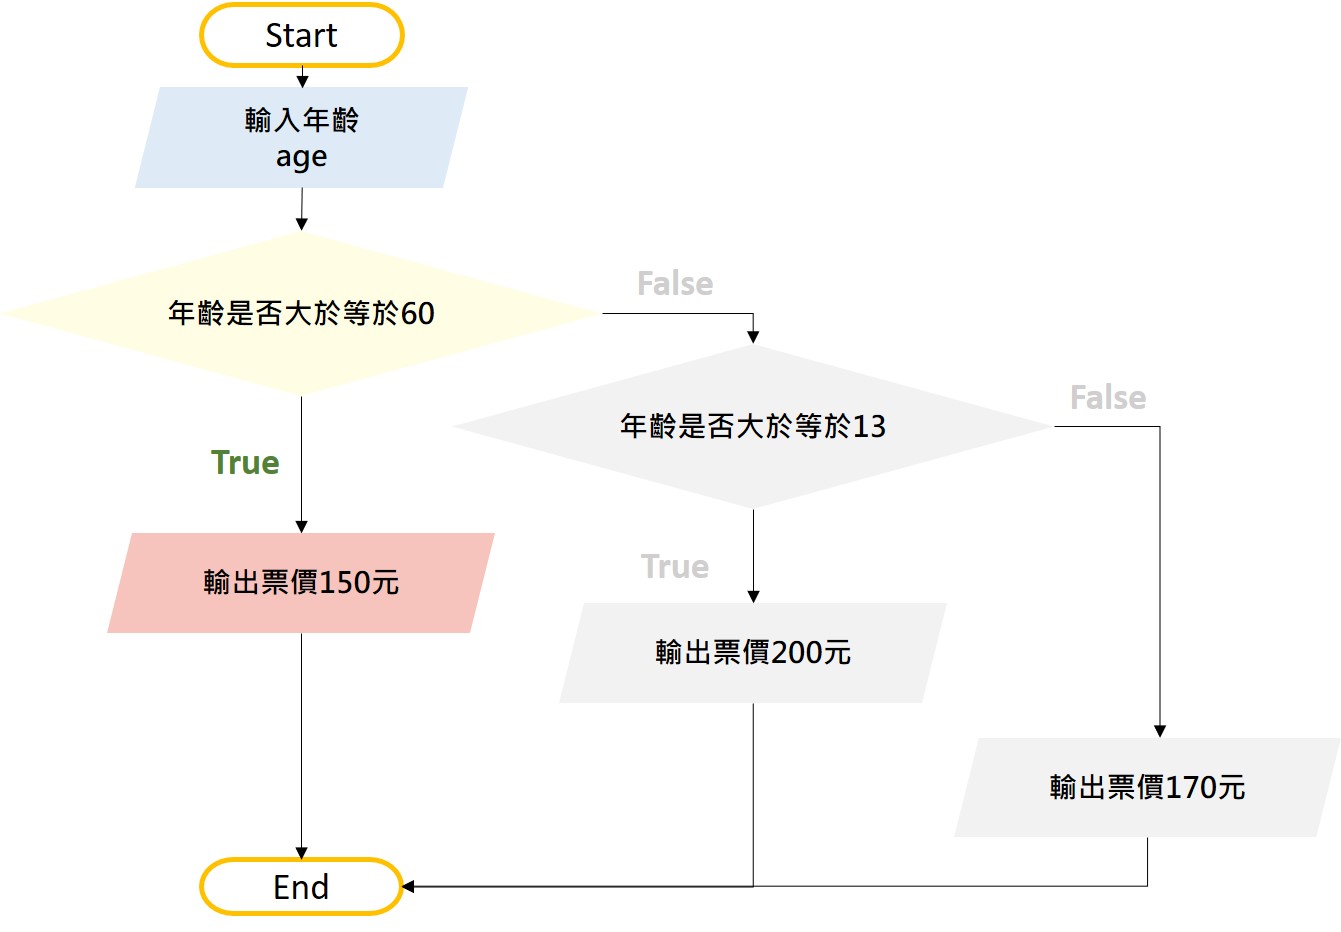 Start
輸入年齡
age
年齡是否大於等於60
False
年齡是否大於等於13
False
True
輸出票價150元
True
輸出票價200元
輸出票價170元
End